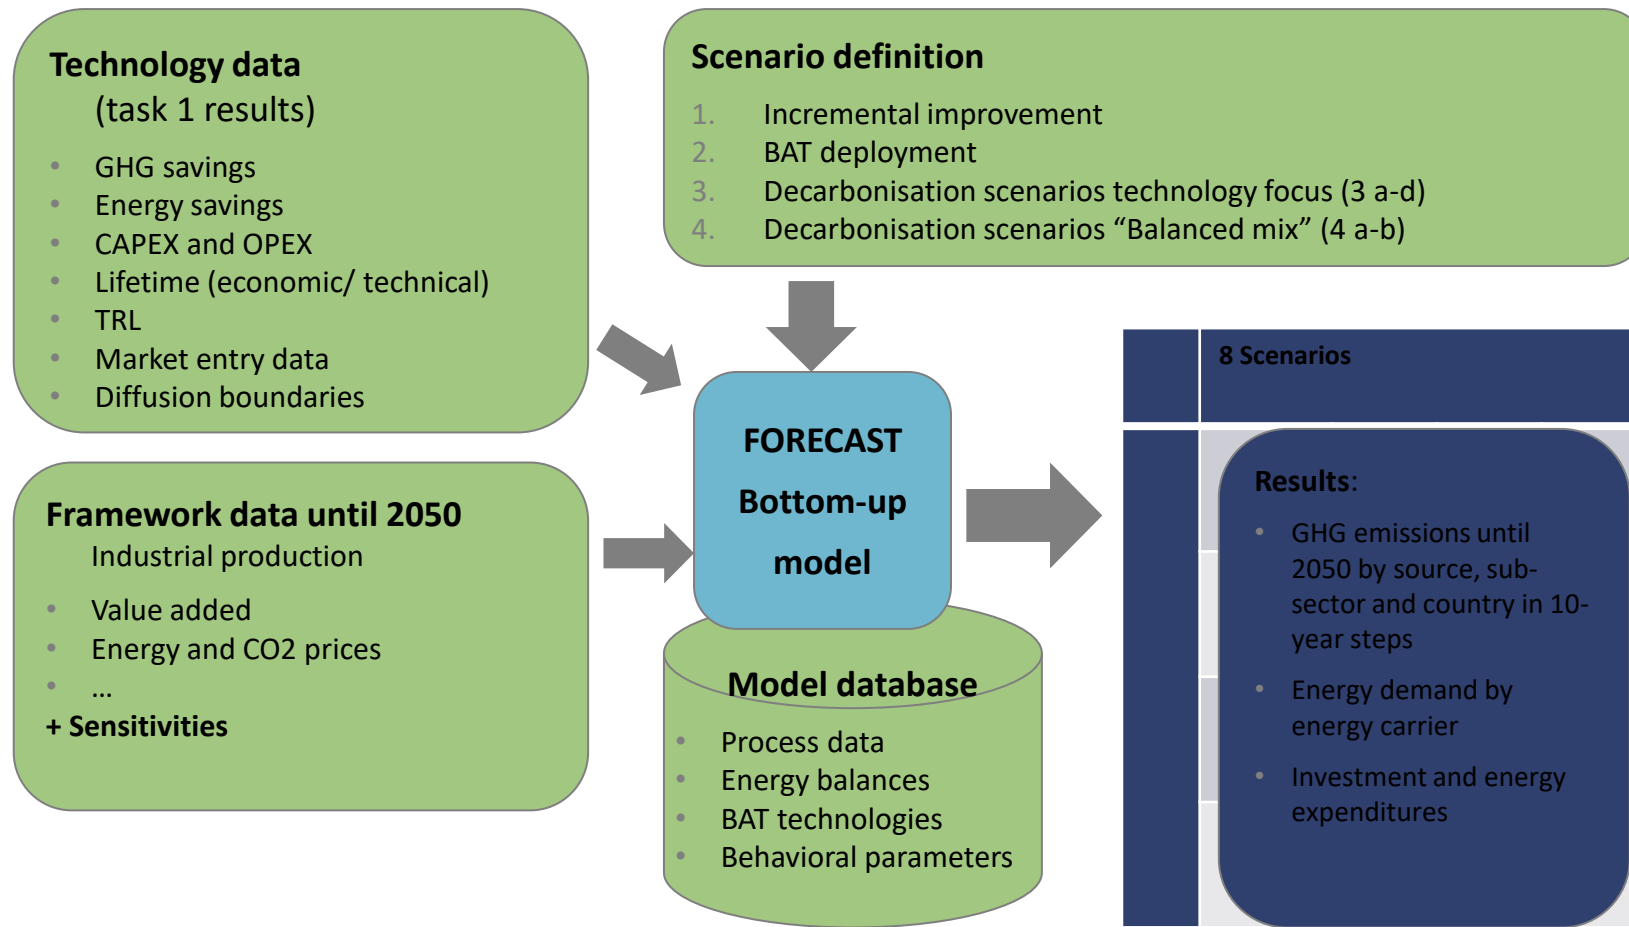 Technology data
(task 1 results)
• GHG savings
• Energy savings
• CAPEX and OPEX
• Lifetime (economic/ technical)
• TRL
• Market entry data
• Diffusion boundaries
Scenario definition
1. Incremental improvement
2. BAT deployment
3. Decarbonisation scenarios technology focus (3 a-d)
4. Decarbonisation scenarios “Balanced mix” (4 a-b)
Framework data until 2050
Industrial production
• Value added
• Energy and CO2 prices
• ...
+ Sensitivities
FORECAST
Bottom-up
model
Model database
• Process data
• Energy balances
• BAT technologies
• Behavioral parameters
8 Scenarios
Results:
• GHG emissions until
2050 by source, sub-
sector and country in 10-
year steps
• Energy demand by
energy carrier
• Investment and energy
expenditures